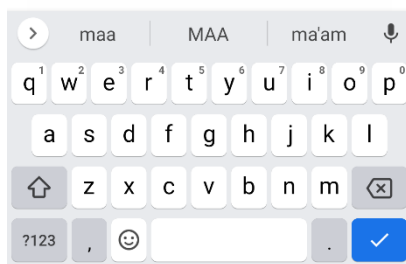 maa MAA ma'am
q1 w2 e3 r4 t5 y6 u7 i8 o9 p0
a s d f g h j k l
z x c v b n m
?123 , .